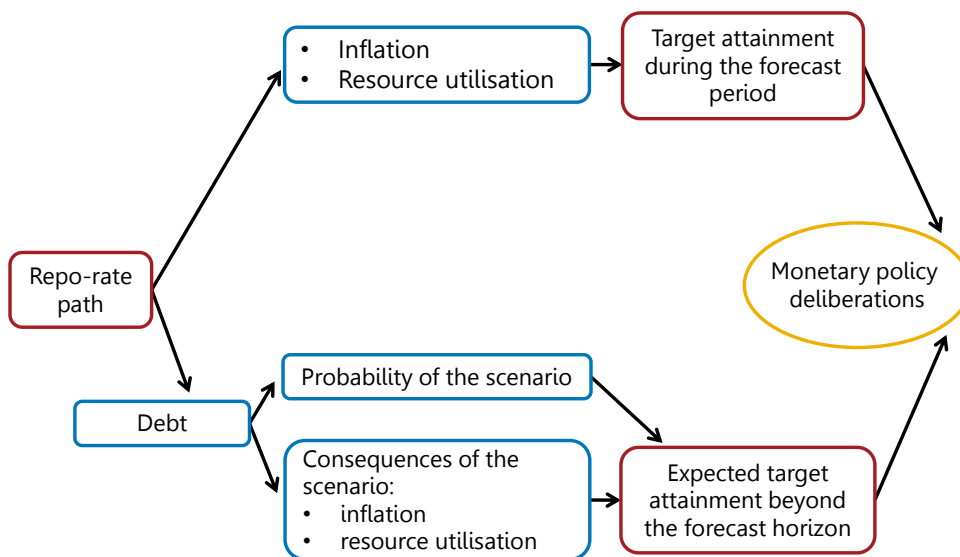 • Inflation
• Resource utilisation
Target attainment
during the forecast
period
Repo-rate
path
Monetary policy
deliberations
Debt
Probability of the scenario
Consequences of the
scenario:
• inflation
• resource utilisation
Expected target
attainment beyond
the forecast horizon